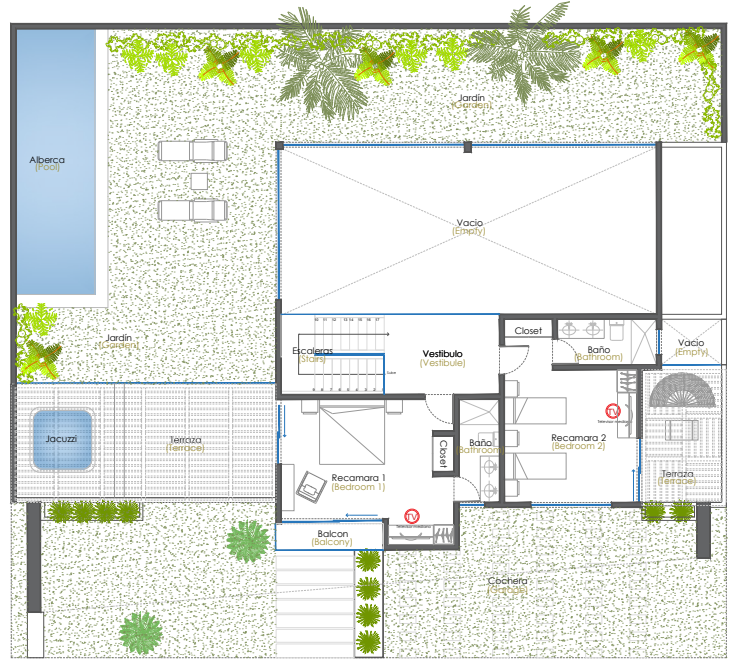 Jardín
(Garden)
Alberca
(Pool)
Vacio
(Empty)
Jardín
(Garden)
Escaleras
(Stairs)
Vestíbulo
(Vestibule)
Closet
Baño
(Bathroom)
Vacio
(Empty)
TV
Jacuzzi
Terraza
(Terrace)
Closet
Baño
(Bathroom)
Recamara 2
(Bedroom 2)
Recamara 1
(Bedroom 1)
Terraza
(Terrace)
TV
Balcon
(Balcony)
Cochera
(Garage)